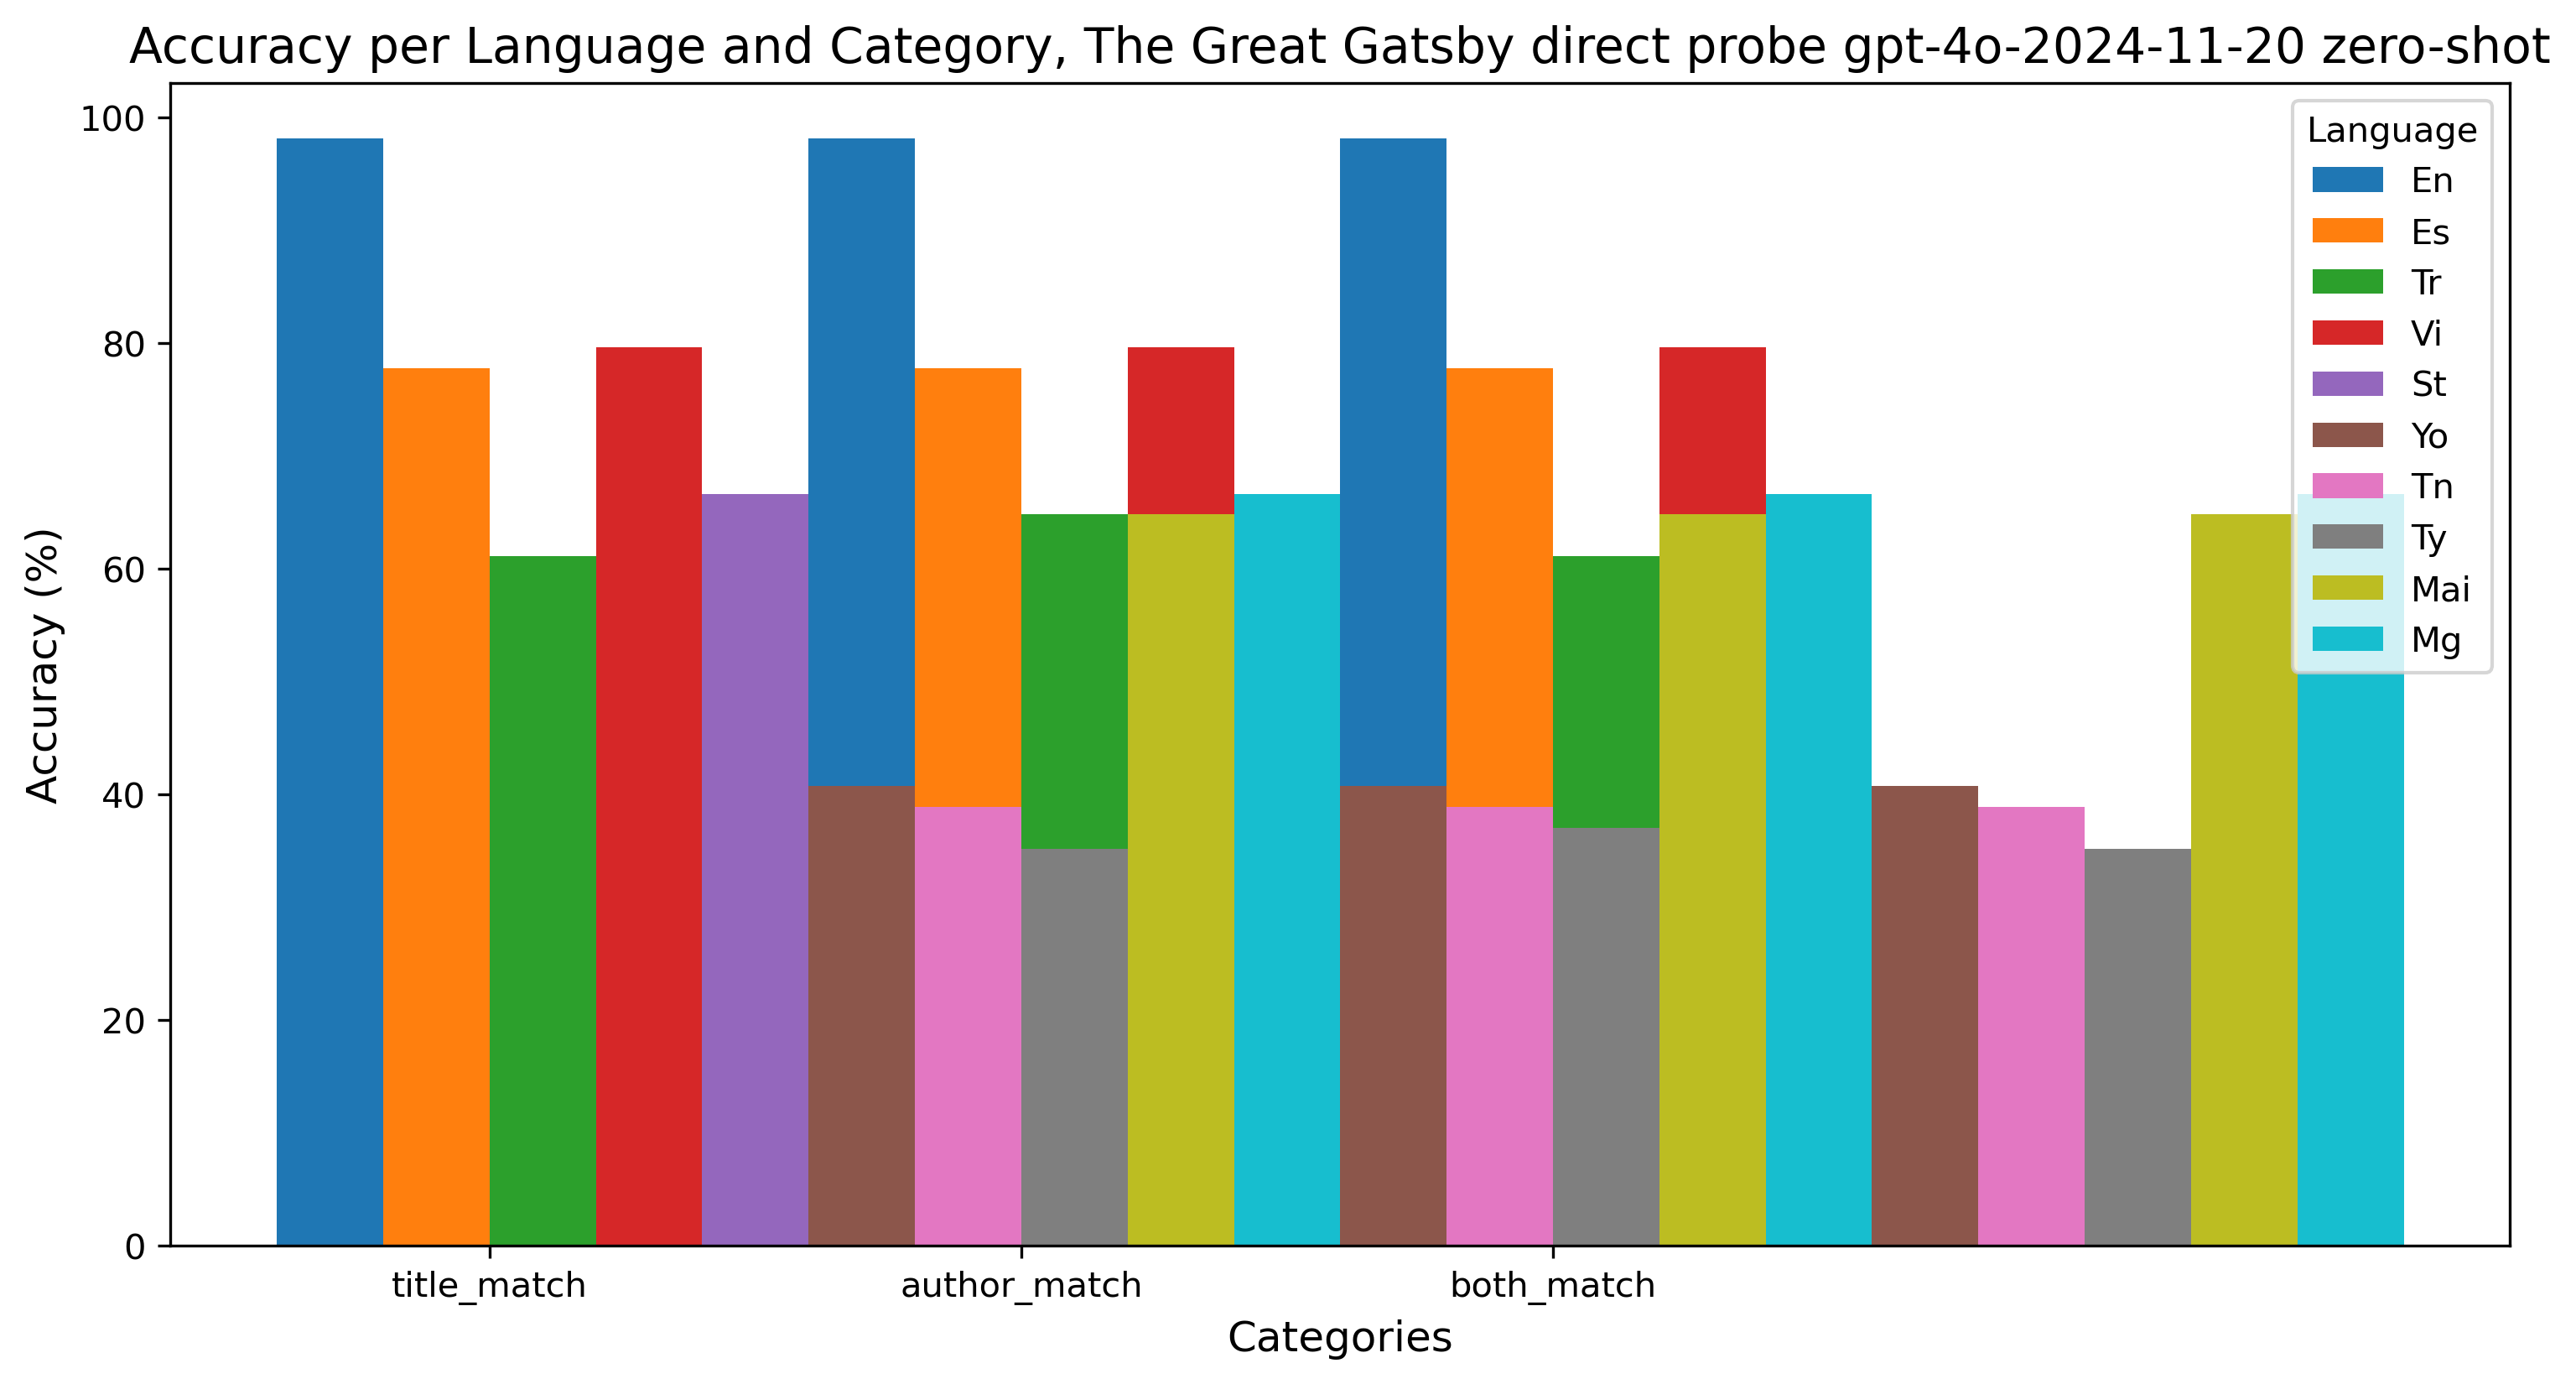 Accuracy per Language and Category, The Great Gatsby direct probe gpt-4o-2024-11-20 zero-shot
Accuracy (%)
100
80
60
40
20
0
Language
En
Es
Tr
Vi
St
Yo
Tn
Ty
Mai
Mg
title_match
author_match
both_match
Categories